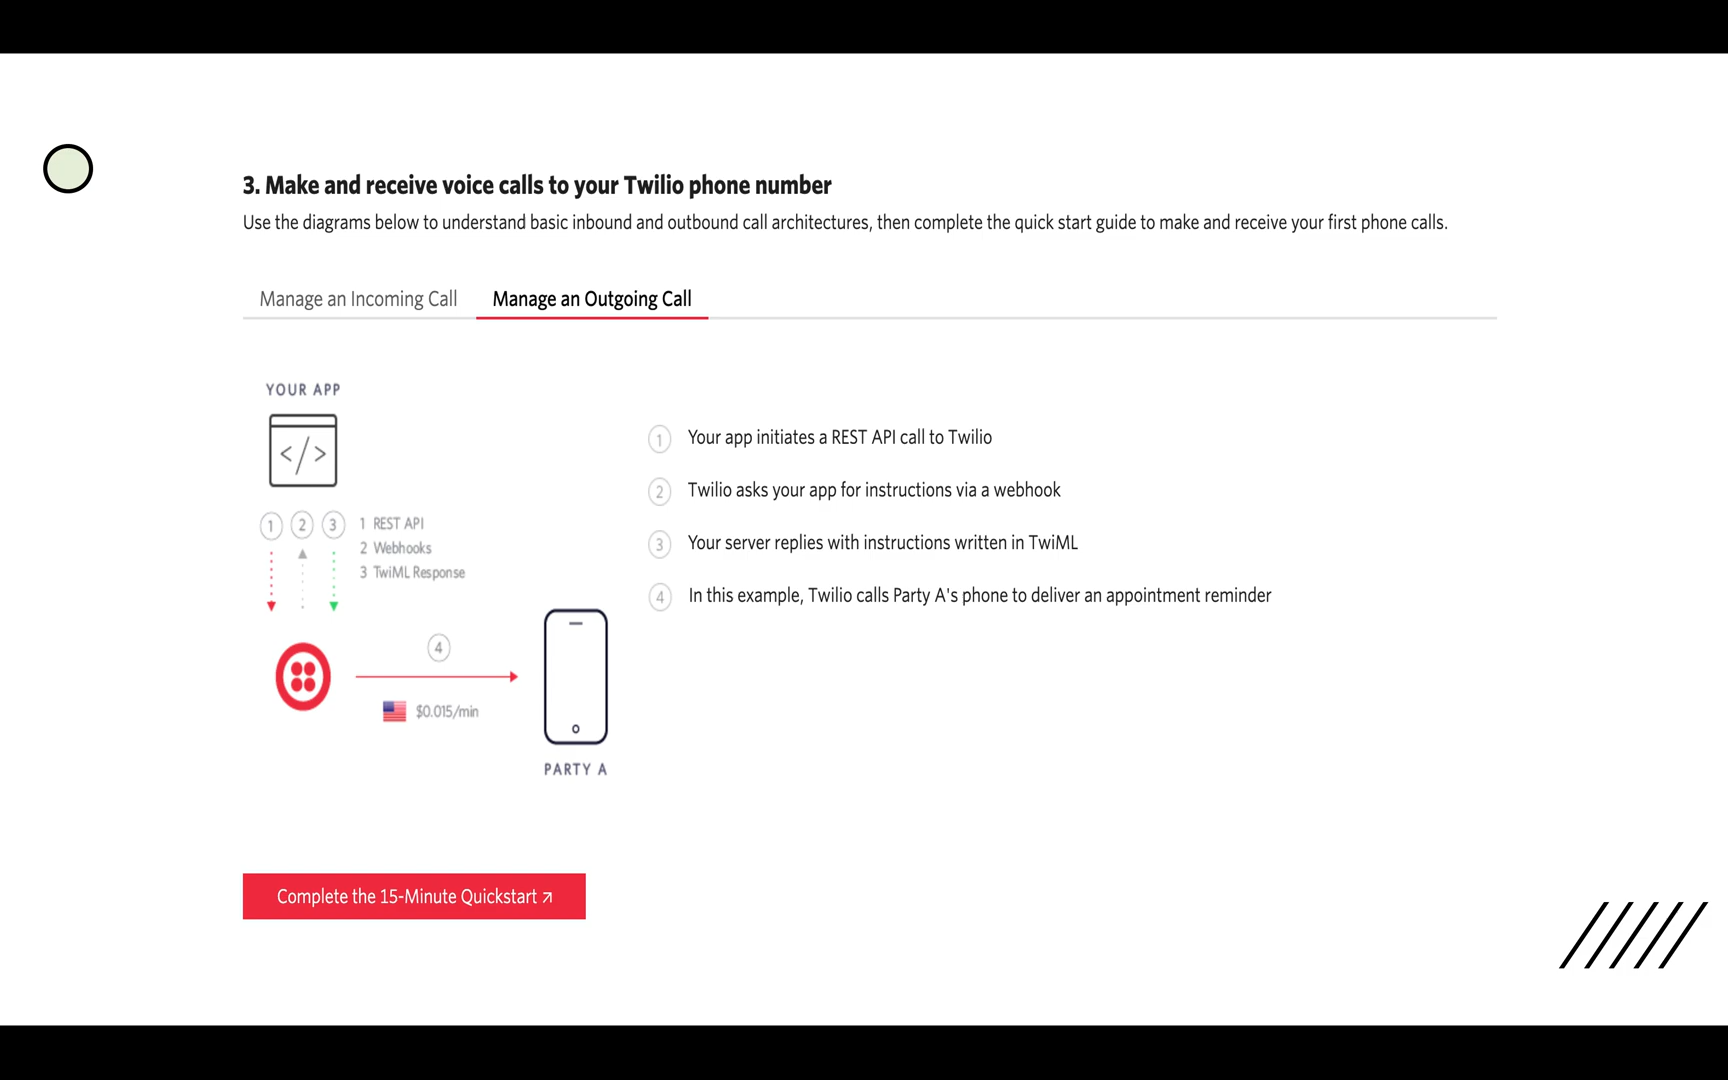 3. Make and receive voice calls to your Twilio phone number
Use the diagrams below to understand basic inbound and outbound call architectures, then complete the quick start guide to make and receive your first phone calls.
Manage an Incoming Call
Manage an Outgoing Call
YOUR APP
</>
1 2 3
1 REST API
2 Webhooks
3 TwiML Response
4
$0.015/min
PARTY A
1 Your app initiates a REST API call to Twilio
2 Twilio asks your app for instructions via a webhook
3 Your server replies with instructions written in TwiML
4 In this example, Twilio calls Party A's phone to deliver an appointment reminder
Complete the 15-Minute Quickstart ↗